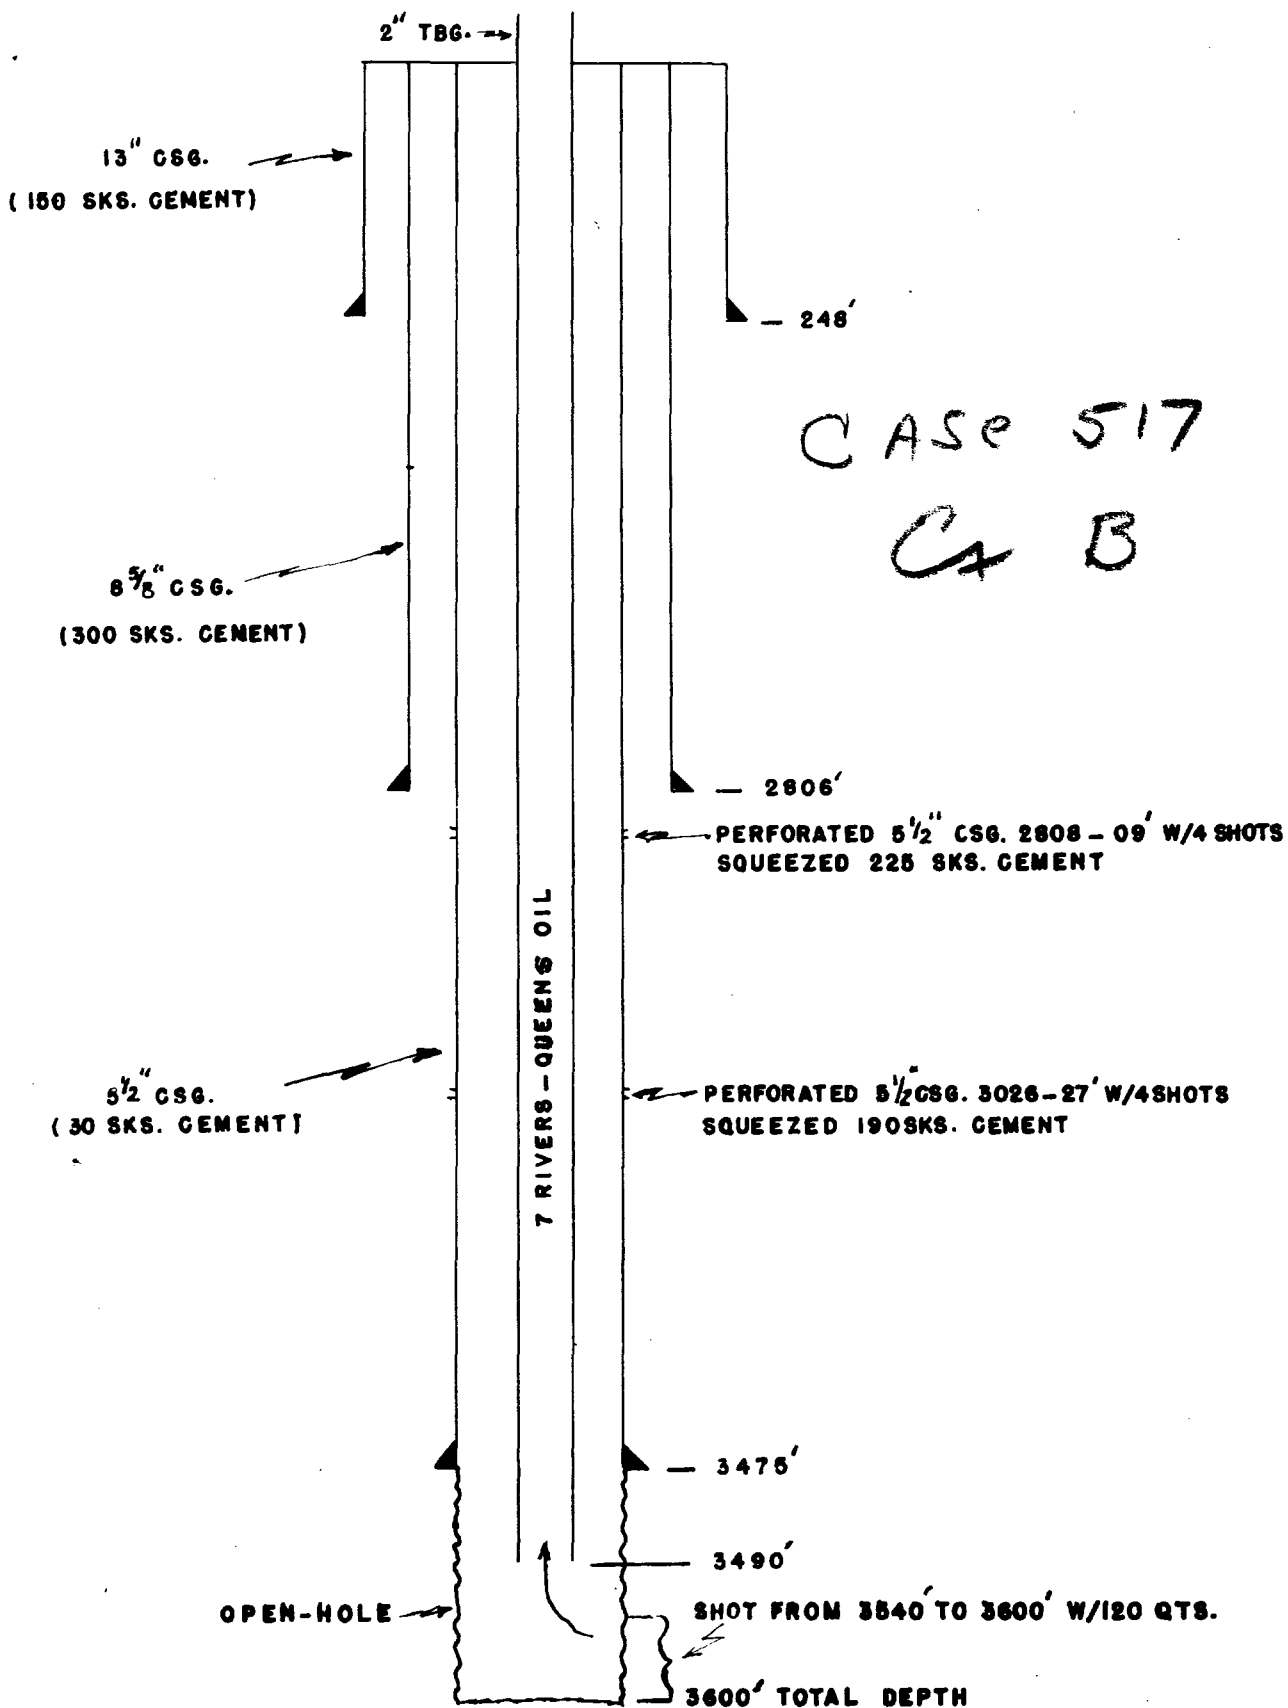 2" TBG.
13" CSG.
(150 SKS. CEMENT)
248'
CASE 517
B
8 5/8" CSG.
(300 SKS. CEMENT)
2806'
PERFORATED 5 1/2" CSG. 2808-09' W/4 SHOTS
SQUEEZED 225 SKS. CEMENT
7 RIVERS-QUEENS OIL
5 1/2" CSG.
(30 SKS. CEMENT)
PERFORATED 5 1/2" CSG. 3026-27' W/4 SHOTS
SQUEEZED 190 SKS. CEMENT
3475'
3490'
OPEN-HOLE
SHOT FROM 3540' TO 3600' W/120 QTS.
3600' TOTAL DEPTH